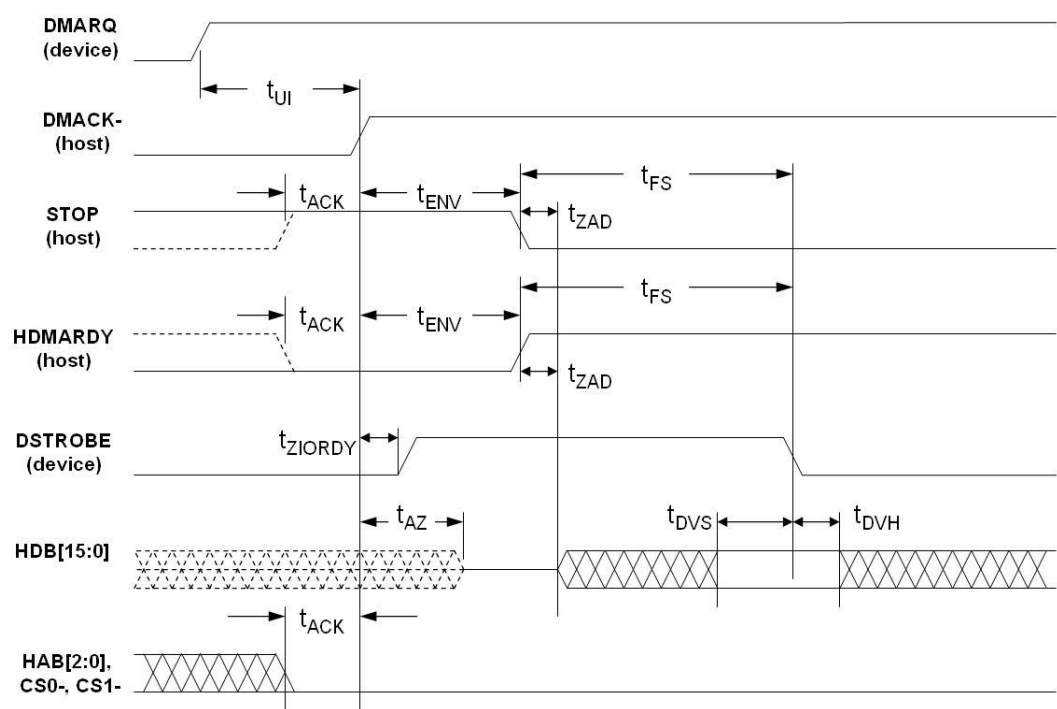 DMARQ
(device)
tUI
DMACK-
(host)
tFS
tACK
tENV
STOP
(host)
tZAD
tFS
tACK
tENV
HDMARDY
(host)
tZAD
DSTROBE
(device)
tZIORDY
tAZ
tDVS
tDVH
HDB[15:0]
tACK
HAB[2:0],
CS0-, CS1-